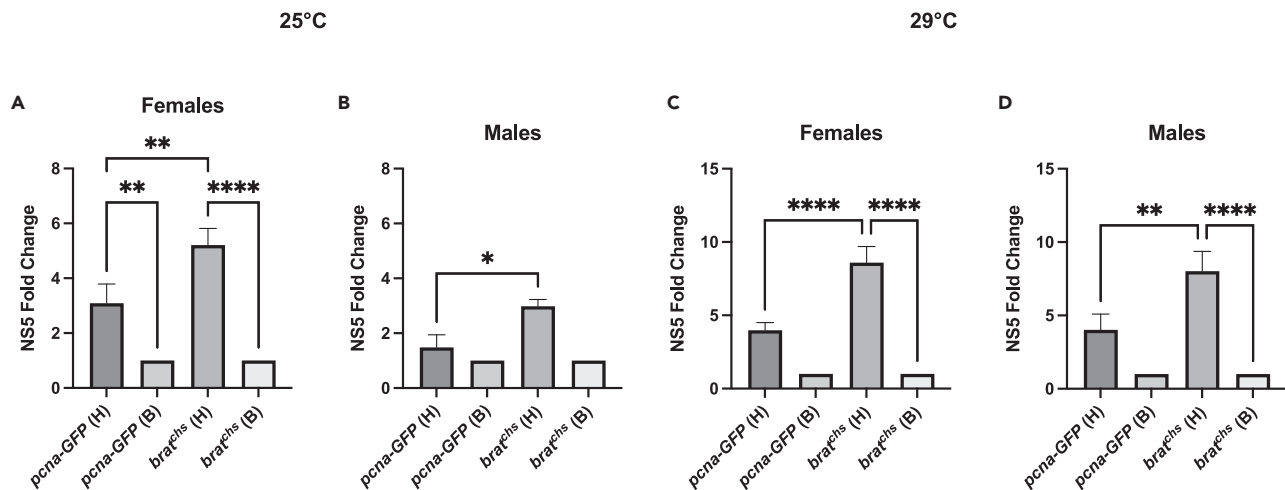 25°C
29°C
A
Females
**
**
****
NS5 Fold Change
8
6
4
2
0
pcna-GFP (H)
pcna-GFP (B)
brat^chs (H)
brat^chs (B)
B
Males
*
NS5 Fold Change
8
6
4
2
0
pcna-GFP (H)
pcna-GFP (B)
brat^chs (H)
brat^chs (B)
C
Females
****
****
NS5 Fold Change
15
10
5
0
pcna-GFP (H)
pcna-GFP (B)
brat^chs (H)
brat^chs (B)
D
Males
**
****
NS5 Fold Change
15
10
5
0
pcna-GFP (H)
pcna-GFP (B)
brat^chs (H)
brat^chs (B)